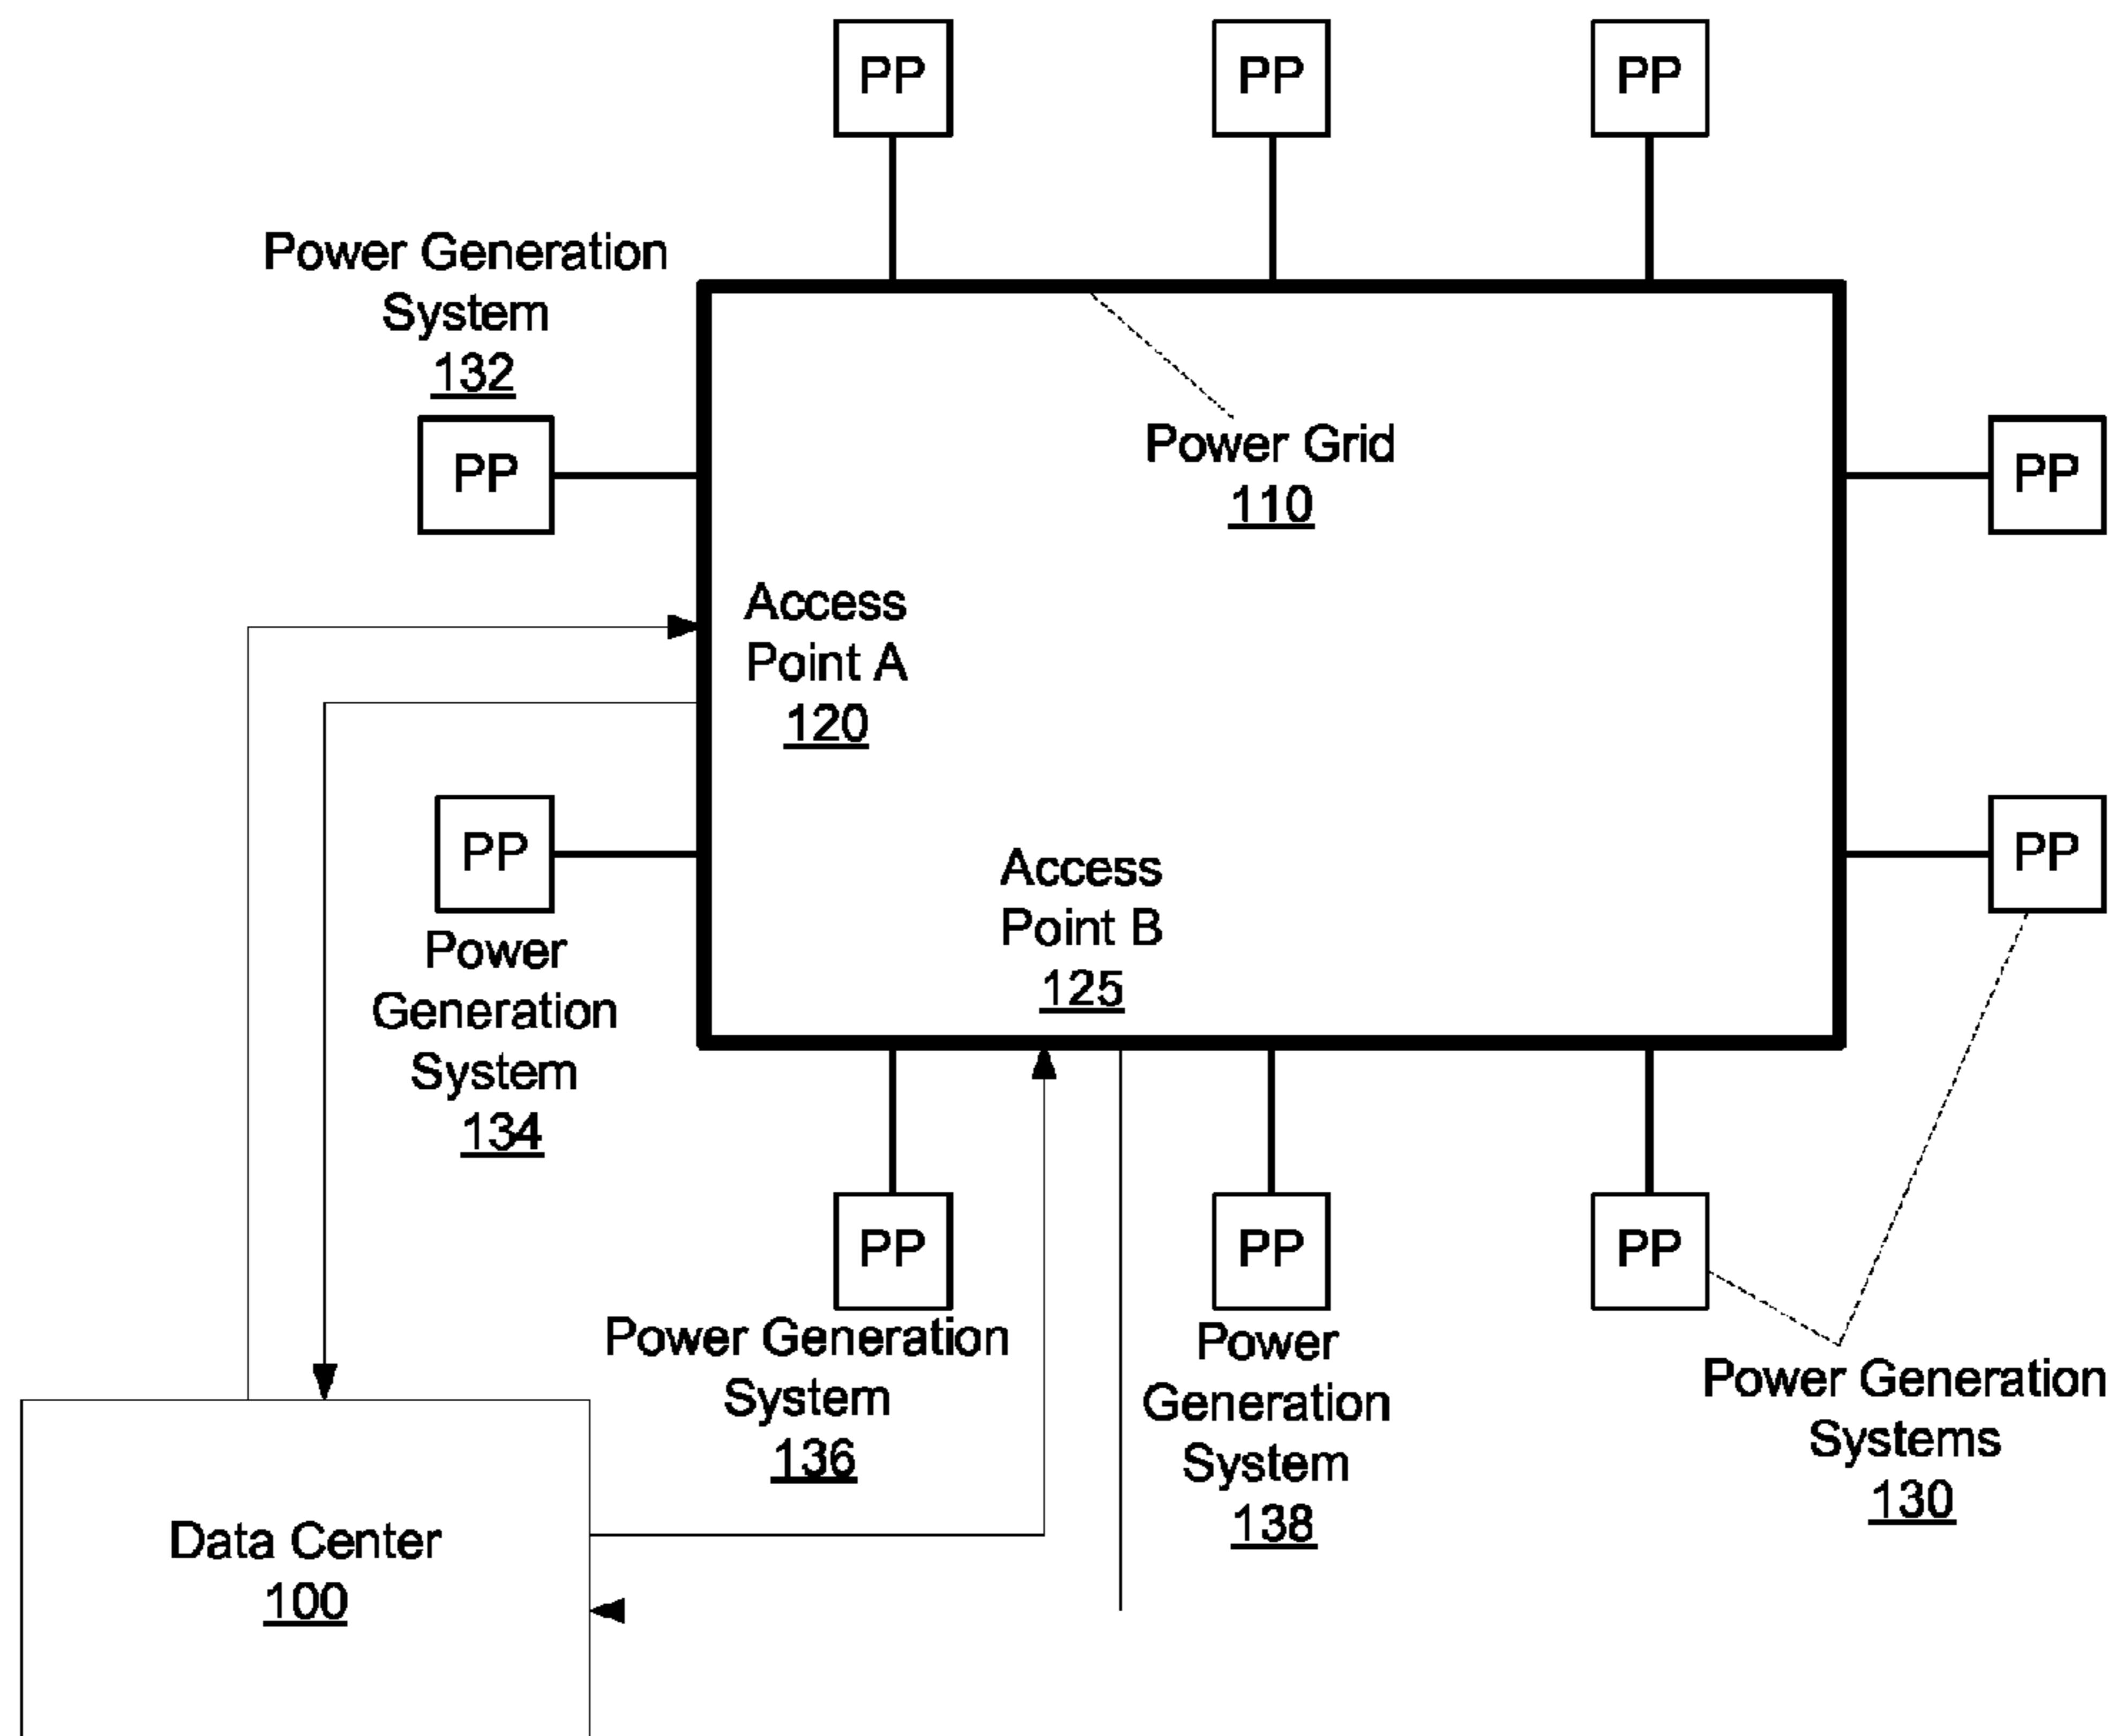 PP
PP
PP
Power Generation
System
132
PP
Power Grid
110
PP
Access
Point A
120
PP
Power
Generation
System
134
Access
Point B
125
PP
PP
Power Generation
System
136
PP
Power
Generation
System
138
PP
Power Generation
Systems
130
Data Center
100